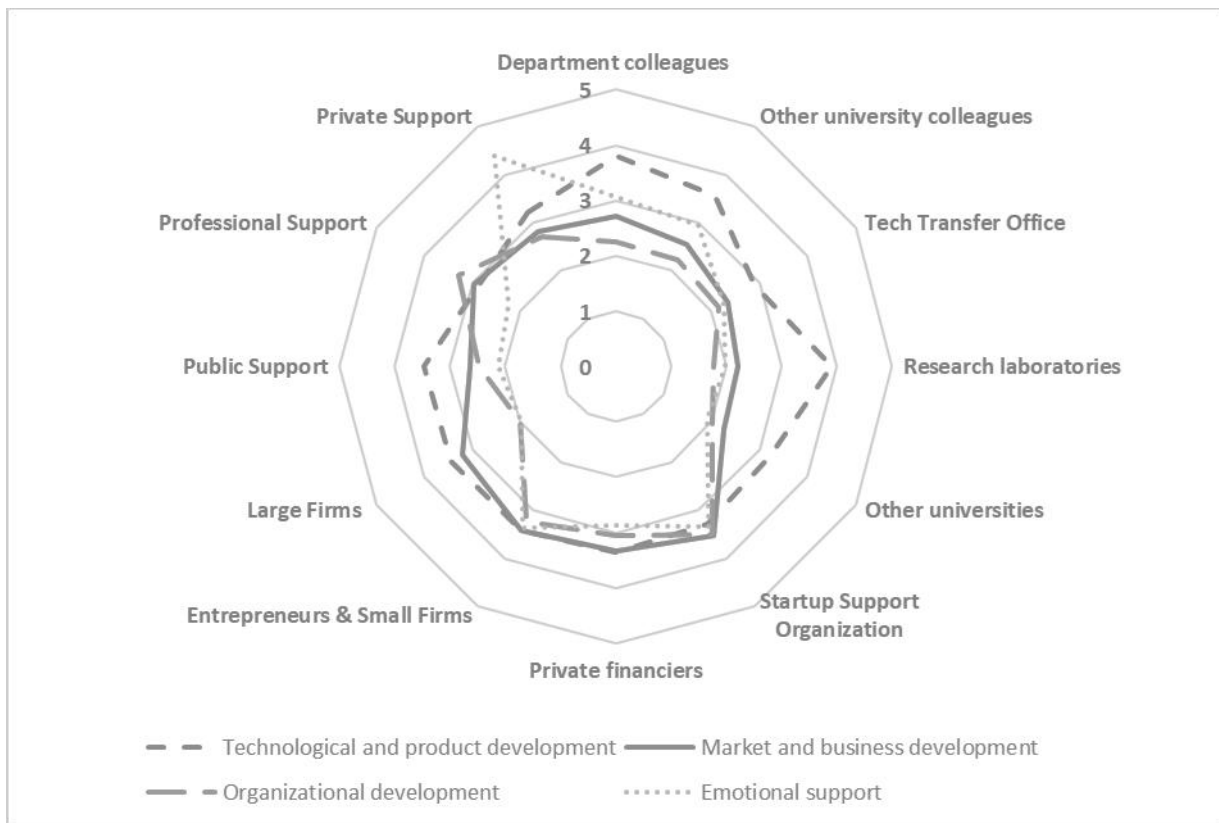 Department colleagues
5
Private Support
Other university colleagues
4
3
Professional Support
Tech Transfer Office
2
1
Public Support
0
Research laboratories
Large Firms
Other universities
Entrepreneurs & Small Firms
Startup Support
Organization
Private financiers
Technological and product development
Market and business development
Organizational development
Emotional support